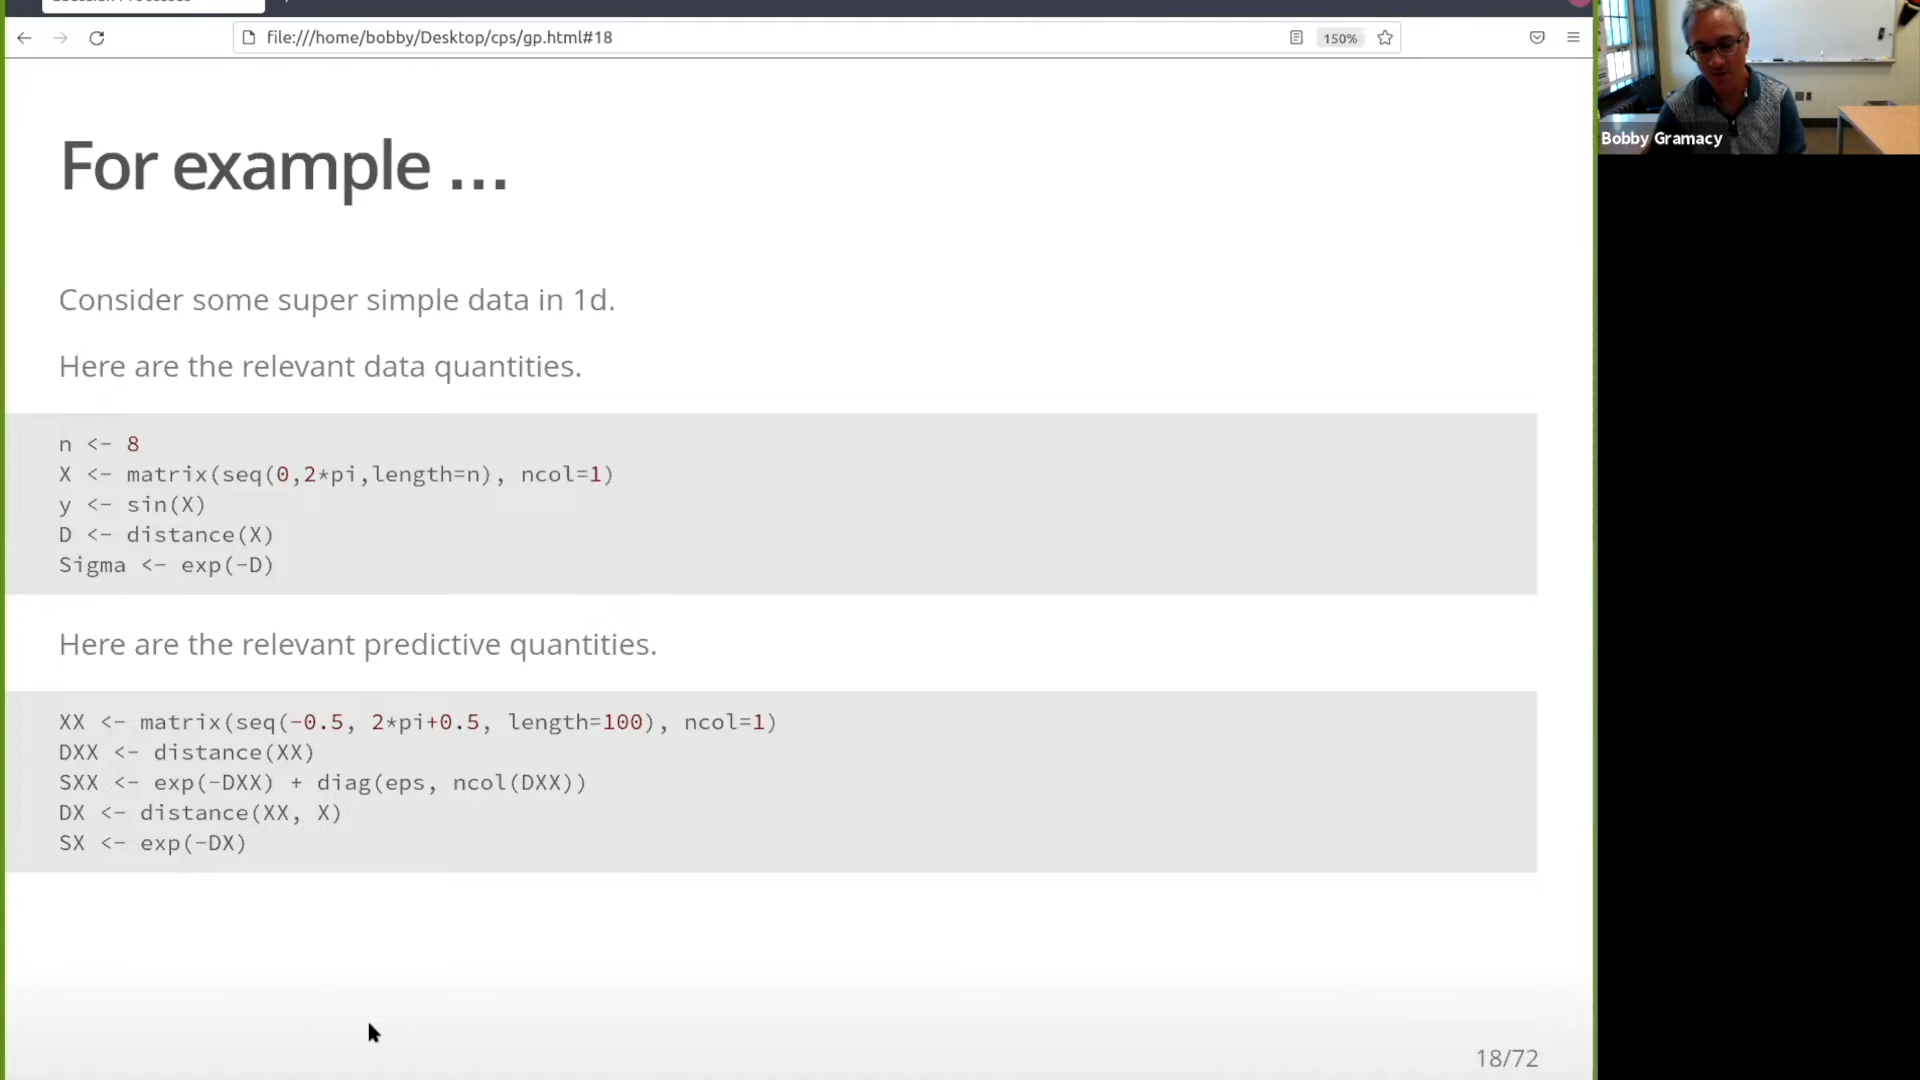 file:///home/bobby/Desktop/cps/gp.html#18
150%
Bobby Gramacy
For example …
Consider some super simple data in 1d.
Here are the relevant data quantities.
n <- 8
X <- matrix(seq(0,2*pi,length=n), ncol=1)
y <- sin(X)
D <- distance(X)
Sigma <- exp(-D)
Here are the relevant predictive quantities.
XX <- matrix(seq(-0.5, 2*pi+0.5, length=100), ncol=1)
DXX <- distance(XX)
SXX <- exp(-DXX) + diag(eps, ncol(DXX))
DX <- distance(XX, X)
SX <- exp(-DX)
18/72